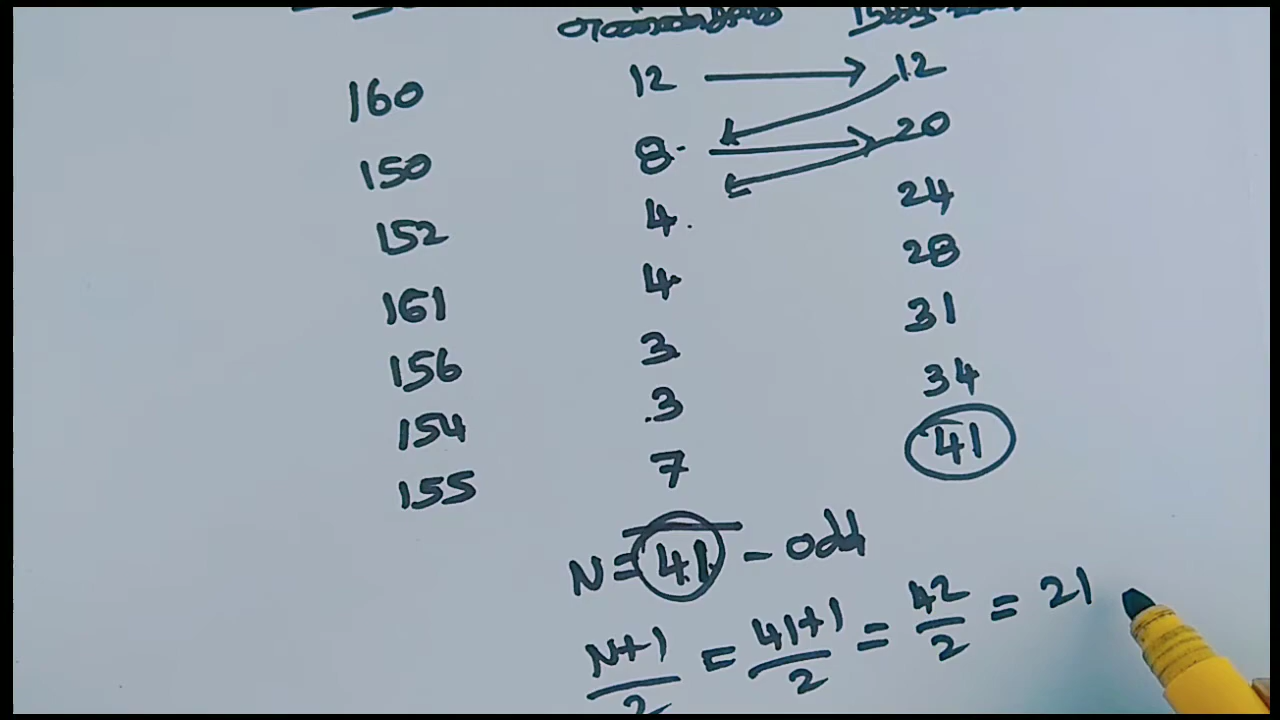 160 12 → 12
150 8 → 20
152 4 24
161 4 28
156 3 31
154 3 34
155 7 41
N = 41 - odd
N+1/2 = 41+1/2 = 42/2 = 21